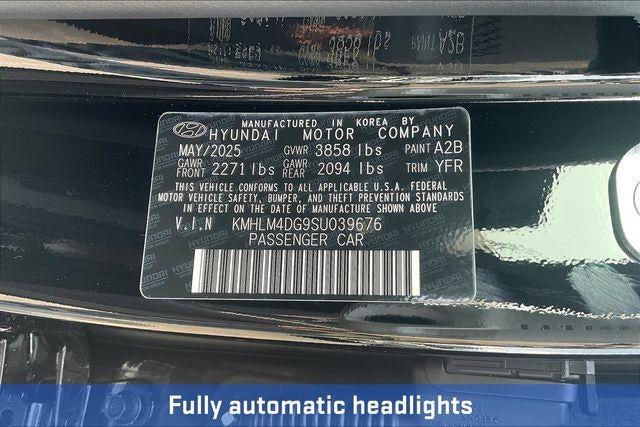 MANUFACTURED IN KOREA BY
HYUNDAI MOTOR COMPANY
MAY/2025 GVWR 3858 lbs PAINT A2B
GAWR FRONT 2271 lbs GAWR REAR 2094 lbs TRIM YFR
THIS VEHICLE CONFORMS TO ALL APPLICABLE U.S.A. FEDERAL
MOTOR VEHICLE SAFETY, BUMPER, AND THEFT PREVENTION STANDARDS
IN EFFECT ON THE DATE OF MANUFACTURE SHOWN ABOVE.
V.I.N KMHLM4DG9SU039676
PASSENGER CAR
Fully automatic headlights